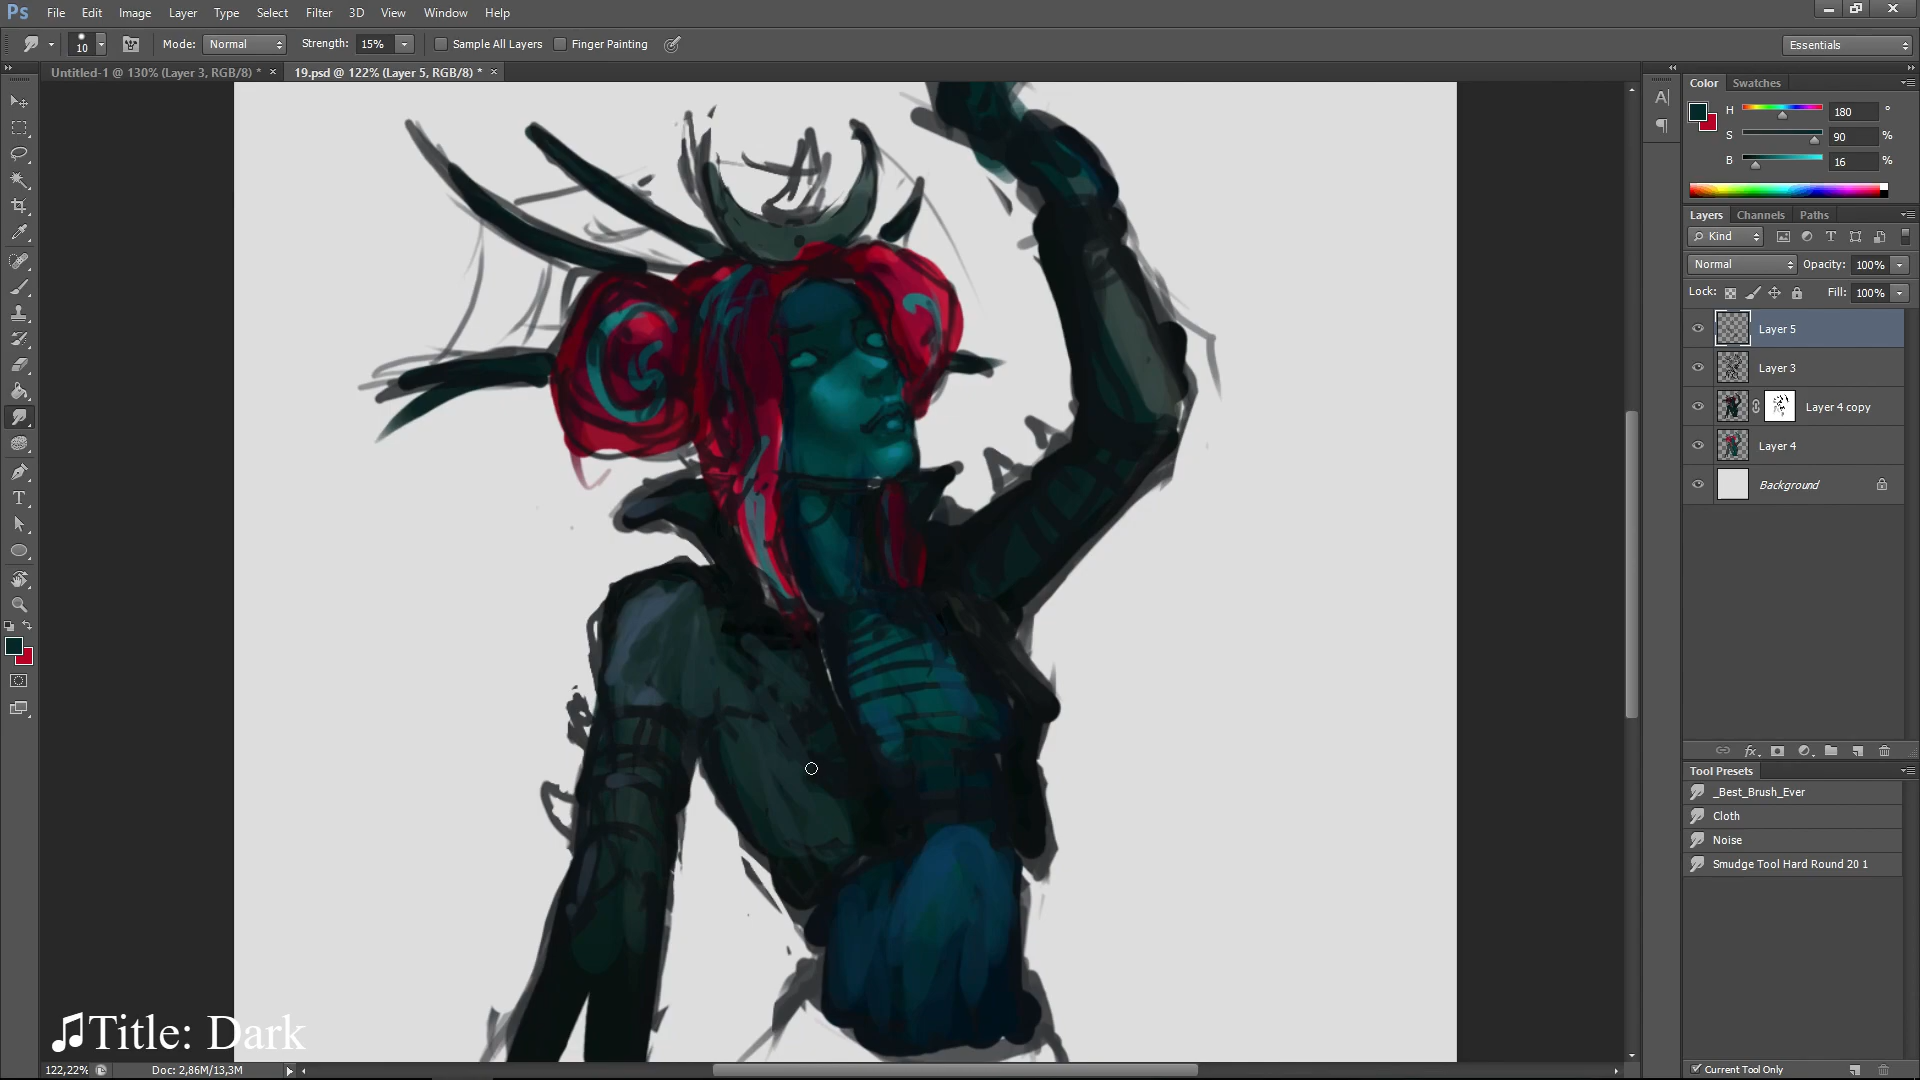 Ps File Edit Image Layer Type Select Filter 3D View Window Help
10 Mode: Normal Strength: 15% Sample All Layers Finger Painting Essentials
Untitled-1 @ 130% (Layer 3, RGB/8) * × 19.psd @ 122% (Layer 5, RGB/8) * ×
Color Swatches
H 180 °
S 90 %
B 16 %
Layers Channels Paths
Kind
Normal Opacity: 100%
Lock: Fill: 100%
Layer 5
Layer 3
Layer 4 copy
Layer 4
Background
Tool Presets
_Best_Brush_Ever
Cloth
Noise
Smudge Tool Hard Round 20 1
Title: Dark
122,22% Doc: 2,86M/13,3M Current Tool Only